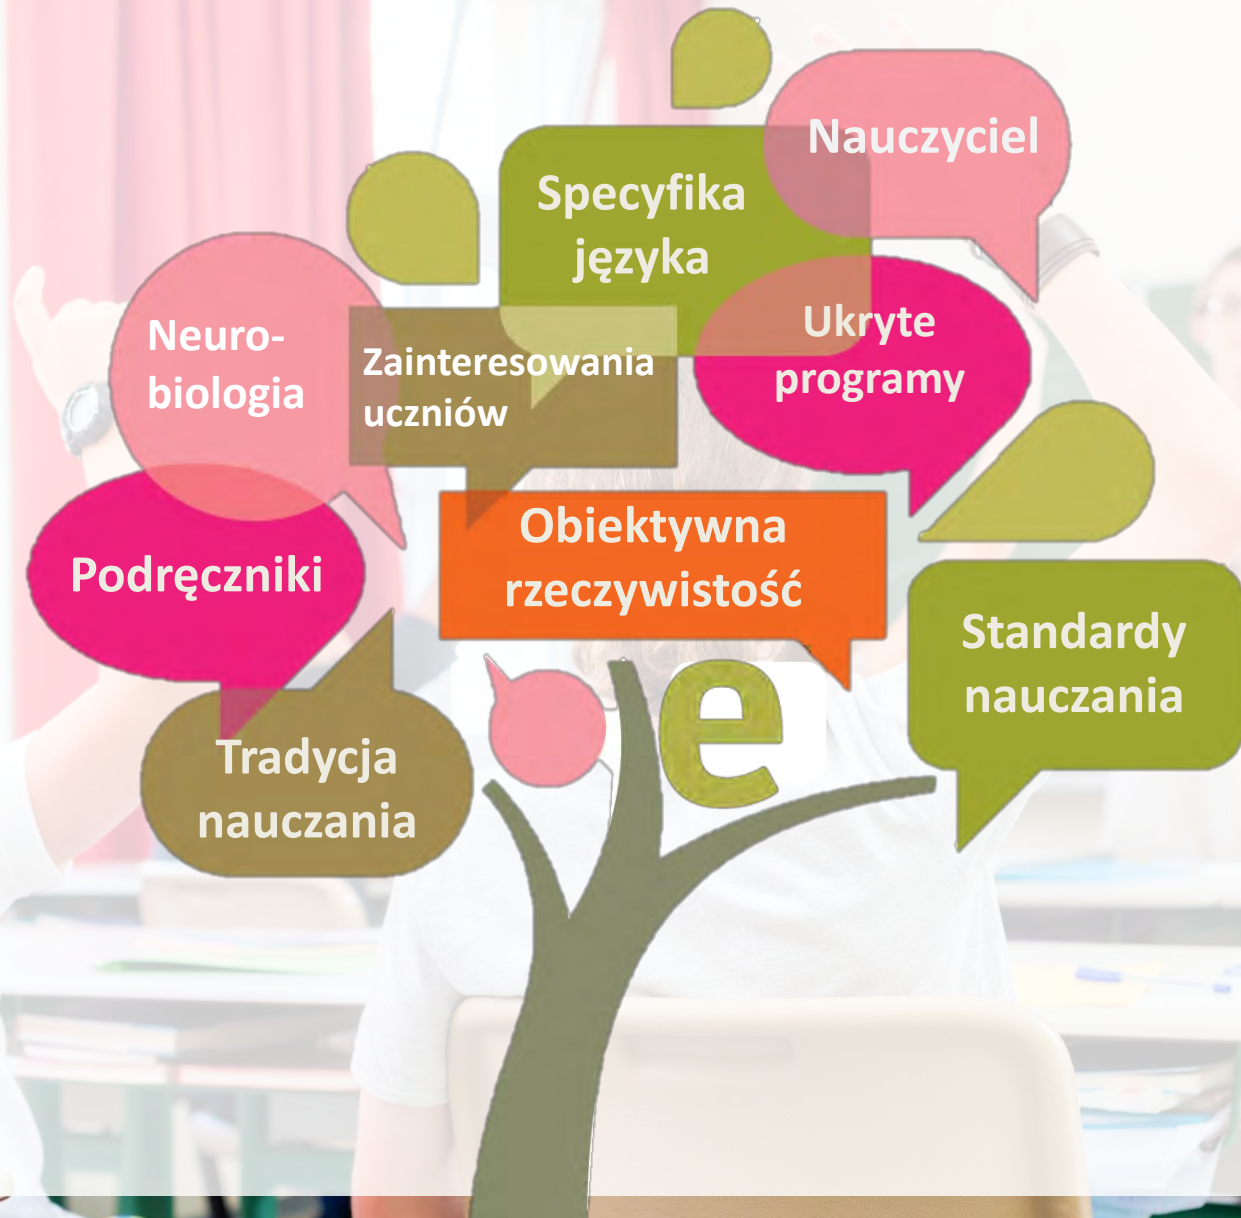 Nauczyciel
Specyfika
języka
Ukryte
programy
Neuro-
biologia
Zainteresowania
uczniów
Obiektywna
rzeczywistość
Podręczniki
Standardy
nauczania
Tradycja
nauczania
e